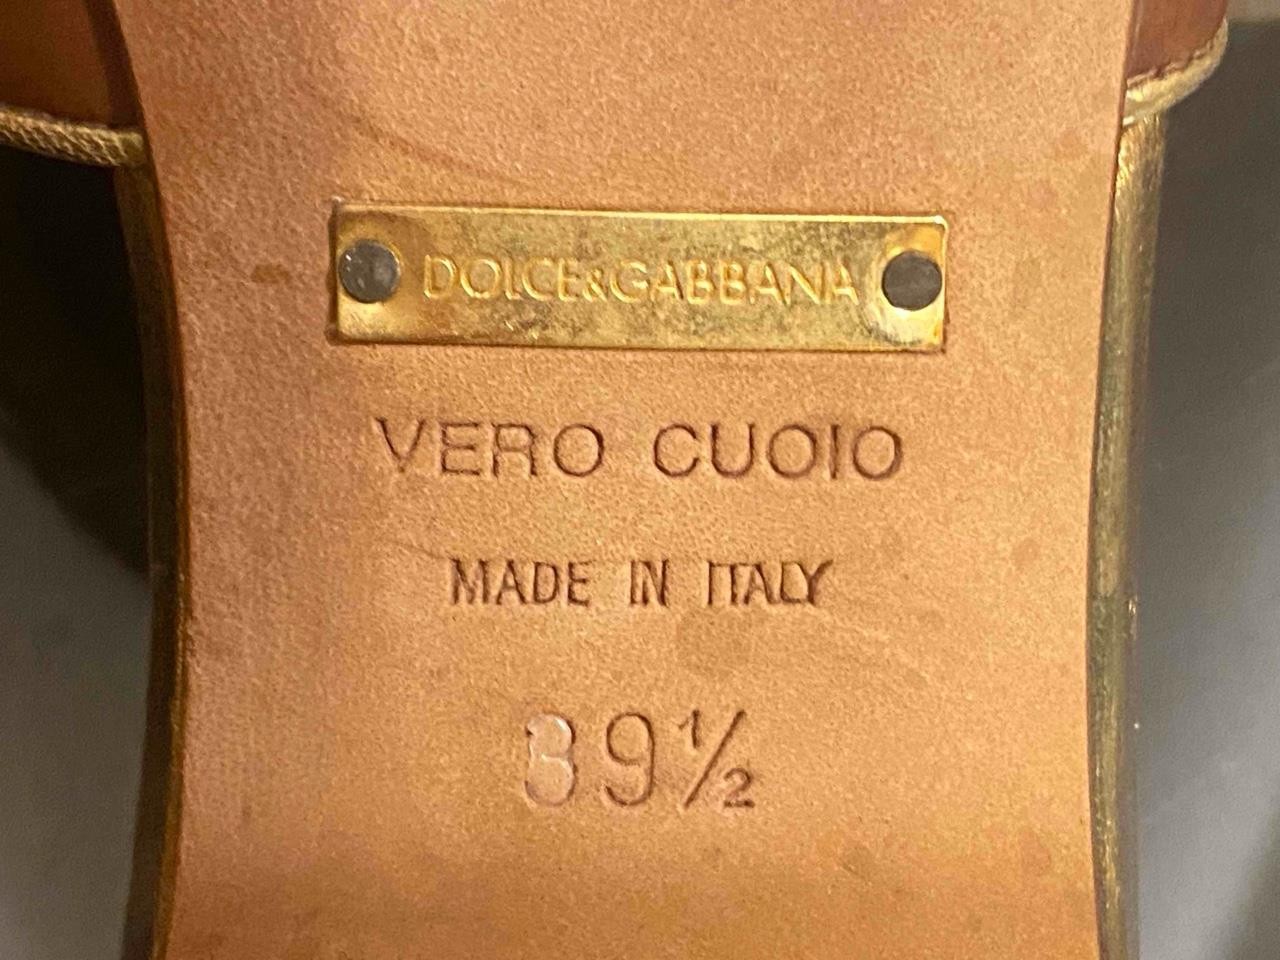 DOLCE&GABBANA
VERO CUOIO
MADE IN ITALY
39½